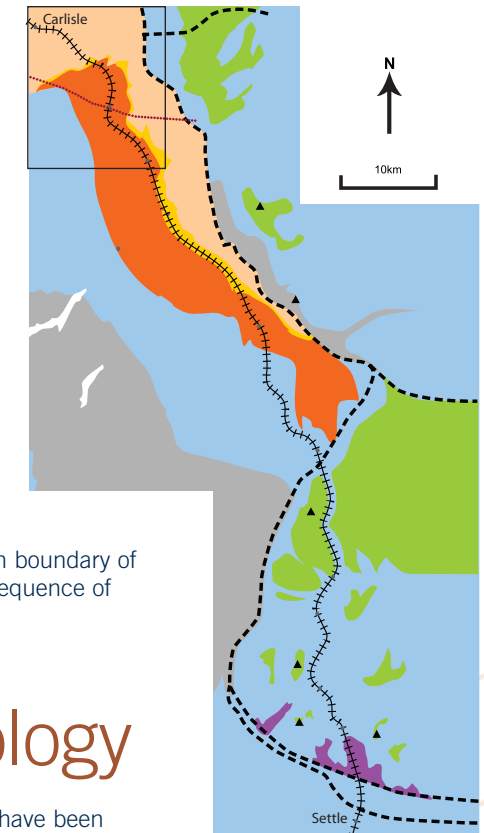 Carlisle
N
10km
n boundary of
equence of
ology
have been
Settle